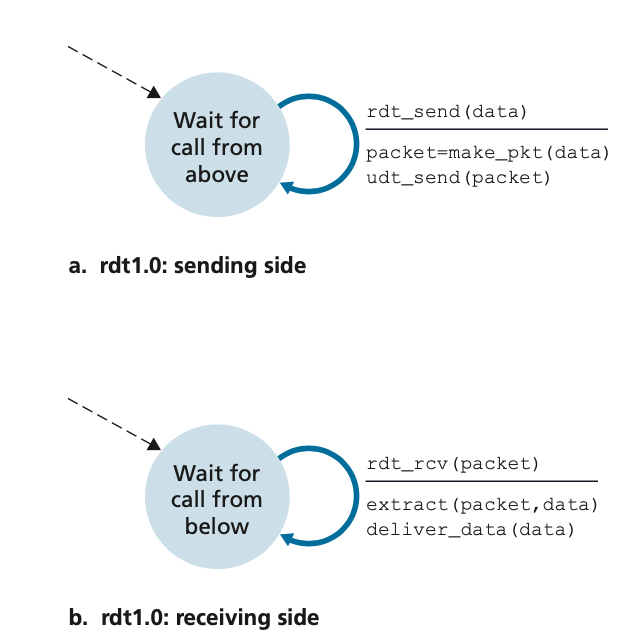 Wait for
call from
above
rdt_send(data)
packet=make_pkt(data)
udt_send(packet)
a. rdt1.0: sending side
Wait for
call from
below
rdt_rcv(packet)
extract(packet,data)
deliver_data(data)
b. rdt1.0: receiving side